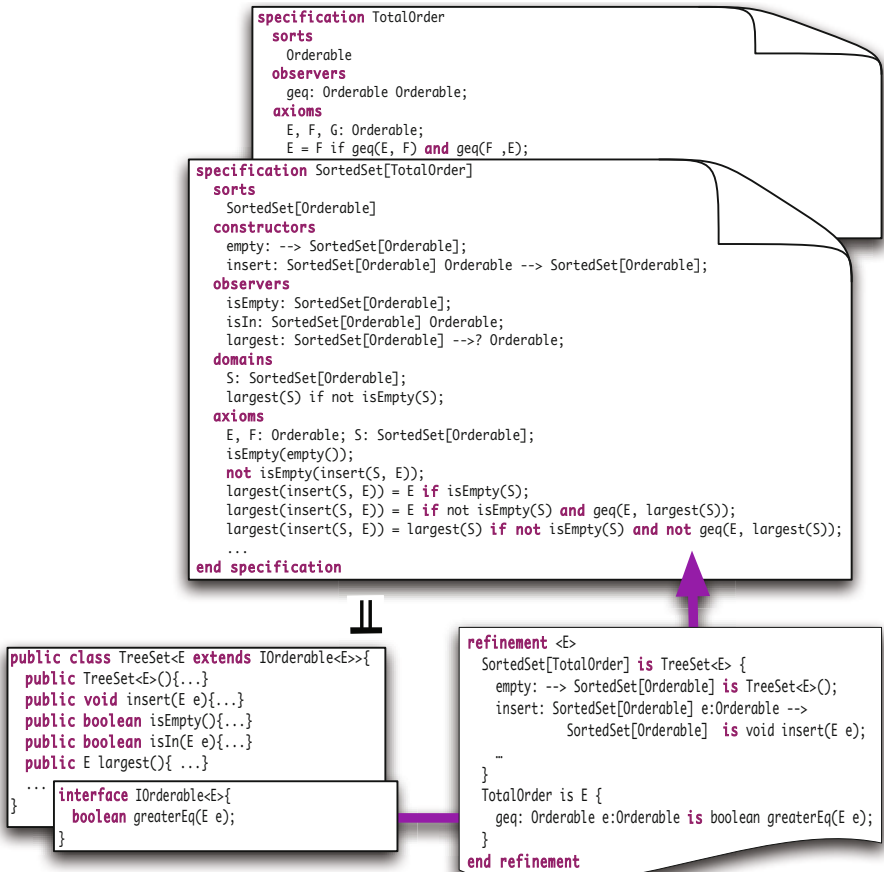 specification TotalOrder
sorts
Orderable
observers
geq: Orderable Orderable;
axioms
E, F, G: Orderable;
E = F if geq(E, F) and geq(F ,E);
specification SortedSet[TotalOrder]
sorts
SortedSet[Orderable]
constructors
empty: --> SortedSet[Orderable];
insert: SortedSet[Orderable] Orderable --> SortedSet[Orderable];
observers
isEmpty: SortedSet[Orderable];
isIn: SortedSet[Orderable] Orderable;
largest: SortedSet[Orderable] -->? Orderable;
domains
S: SortedSet[Orderable];
largest(S) if not isEmpty(S);
axioms
E, F: Orderable; S: SortedSet[Orderable];
isEmpty(empty());
not isEmpty(insert(S, E));
largest(insert(S, E)) = E if isEmpty(S);
largest(insert(S, E)) = E if not isEmpty(S) and geq(E, largest(S));
largest(insert(S, E)) = largest(S) if not isEmpty(S) and not geq(E, largest(S));
...
end specification
public class TreeSet<E extends IOrderable<E>>{
public TreeSet<E>(){...}
public void insert(E e){...}
public boolean isEmpty(){...}
public boolean isIn(E e){...}
public E largest(){ ...}
...
}
interface IOrderable<E>{
boolean greaterEq(E e);
}
refinement <E>
SortedSet[TotalOrder] is TreeSet<E> {
empty: --> SortedSet[Orderable] is TreeSet<E>();
insert: SortedSet[Orderable] e:Orderable -->
SortedSet[Orderable] is void insert(E e);
…
}
TotalOrder is E {
geq: Orderable e:Orderable is boolean greaterEq(E e);
}
end refinement